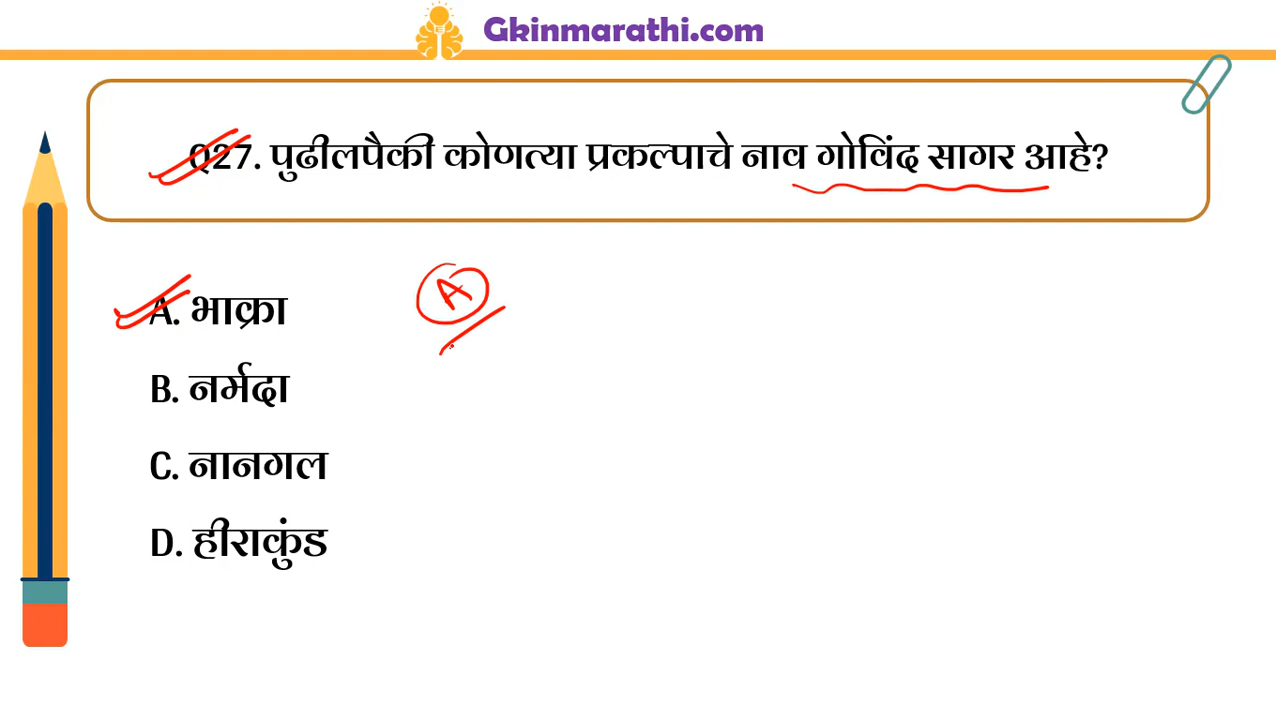 Gkinmarathi.com
Q27. पुढीलपैकी कोणत्या प्रकल्पाचे नाव गोविंद सागर आहे?
A. भाक्रा
A
B. नर्मदा
C. नानगल
D. हीराकुंड